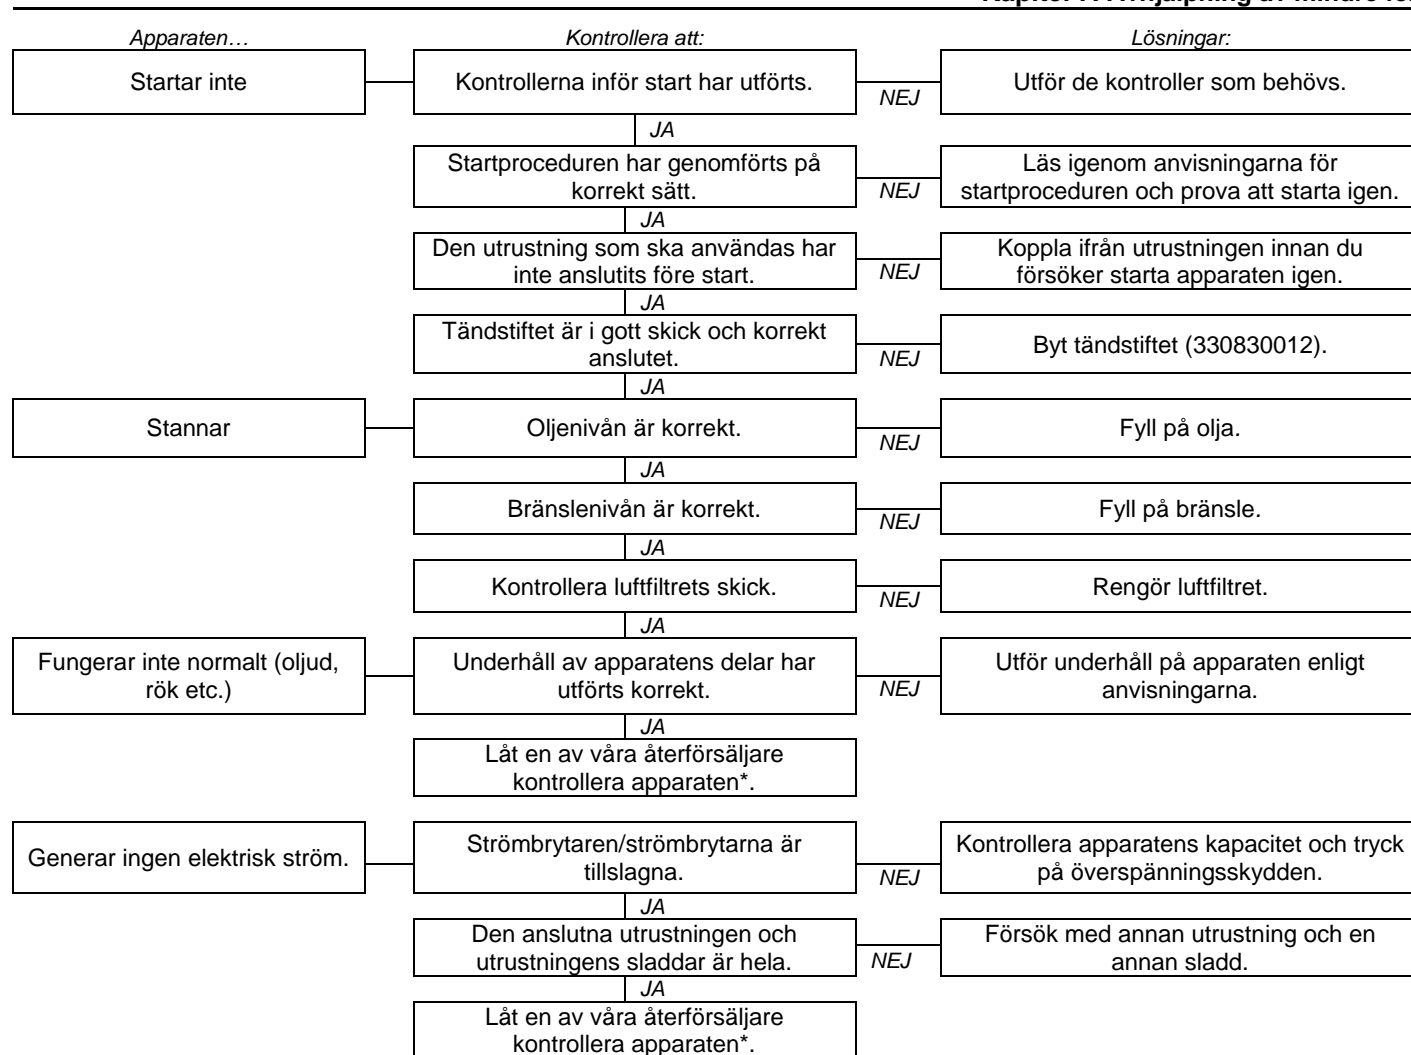 Apparaten…
Kontrollera att:
Lösningar:
Startar inte
Kontrollerna inför start har utförts.
NEJ
Utför de kontroller som behövs.
JA
Startproceduren har genomförts på
korrekt sätt.
NEJ
Läs igenom anvisningarna för
startproceduren och prova att starta igen.
JA
Den utrustning som ska användas har
inte anslutits före start.
NEJ
Koppla ifrån utrustningen innan du
försöker starta apparaten igen.
JA
Tändstiftet är i gott skick och korrekt
anslutet.
NEJ
Byt tändstiftet (330830012).
JA
Stannar
Oljenivån är korrekt.
NEJ
Fyll på olja.
JA
Bränslenivån är korrekt.
NEJ
Fyll på bränsle.
JA
Kontrollera luftfiltrets skick.
NEJ
Rengör luftfiltret.
JA
Fungerar inte normalt (oljud,
rök etc.)
Underhåll av apparatens delar har
utförts korrekt.
NEJ
Utför underhåll på apparaten enligt
anvisningarna.
JA
Låt en av våra återförsäljare
kontrollera apparaten*.
Generar ingen elektrisk ström.
Strömbrytaren/strömbrytarna är
tillslagna.
NEJ
Kontrollera apparatens kapacitet och tryck
på överspänningsskydden.
JA
Den anslutna utrustningen och
utrustningens sladdar är hela.
NEJ
Försök med annan utrustning och en
annan sladd.
JA
Låt en av våra återförsäljare
kontrollera apparaten*.